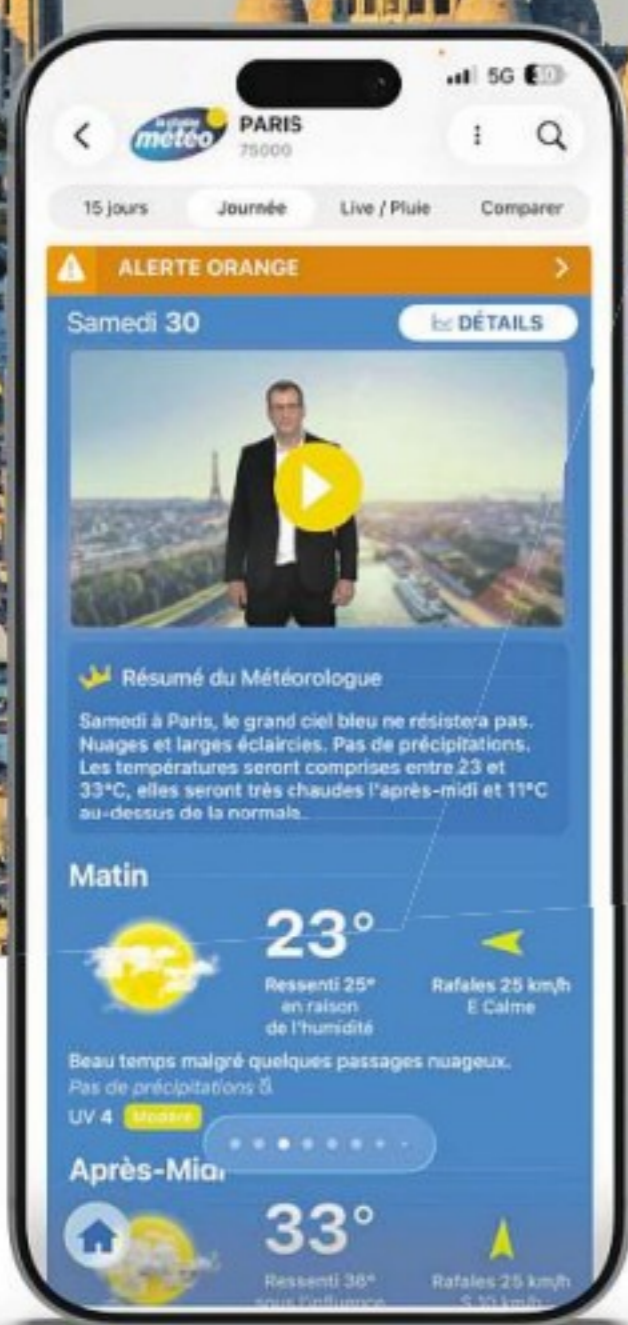 5G
la chaîne
météo
PARIS
75000
15 jours
Journée
Live / Pluie
Comparer
ALERTE ORANGE
Samedi 30
DÉTAILS
Résumé du Météorologue
Samedi à Paris, le grand ciel bleu ne résistera pas.
Nuages et larges éclaircies. Pas de précipitations.
Les températures seront comprises entre 23 et
33°C, elles seront très chaudes l'après-midi et 11°C
au-dessus de la normale.
Matin
23°
Ressenti 25°
en raison
de l'humidité
Rafales 25 km/h
E Calme
Beau temps malgré quelques passages nuageux.
Pas de précipitations
UV 4 Modéré
Après-Midi
33°
Ressenti 36°
sous l'influence
Rafales 25 km/h
S 10 km/h